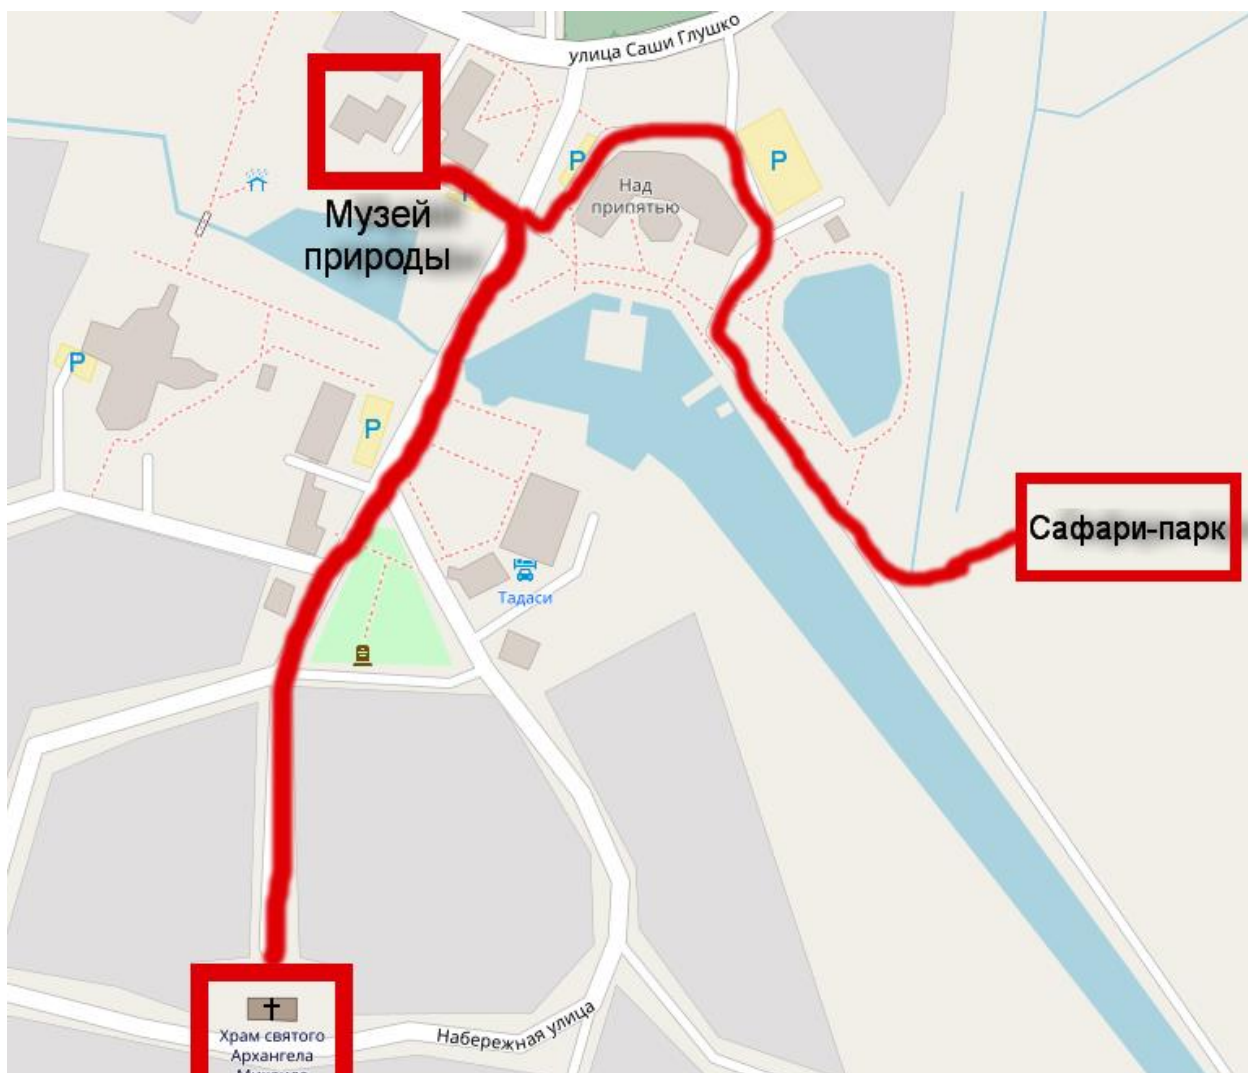 улица Саши Глушко
P
P
Над
припятью
Музей
природы
P
P
Сафари-парк
Тадаси
Набережная улица
Храм святого
Архангела